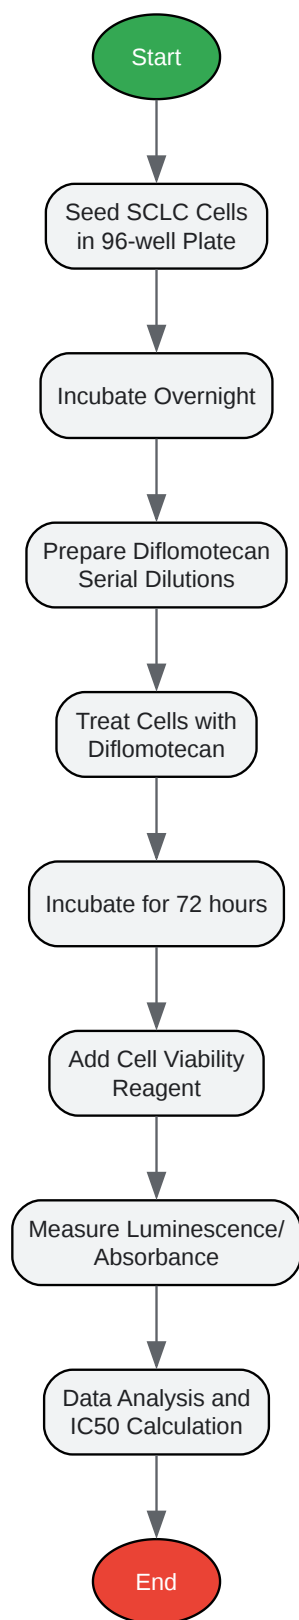 Start
Seed SCLC Cells
in 96-well Plate
Incubate Overnight
Prepare Diflomotecan
Serial Dilutions
Treat Cells with
Diflomotecan
Incubate for 72 hours
Add Cell Viability
Reagent
Measure Luminescence/
Absorbance
Data Analysis and
IC50 Calculation
End